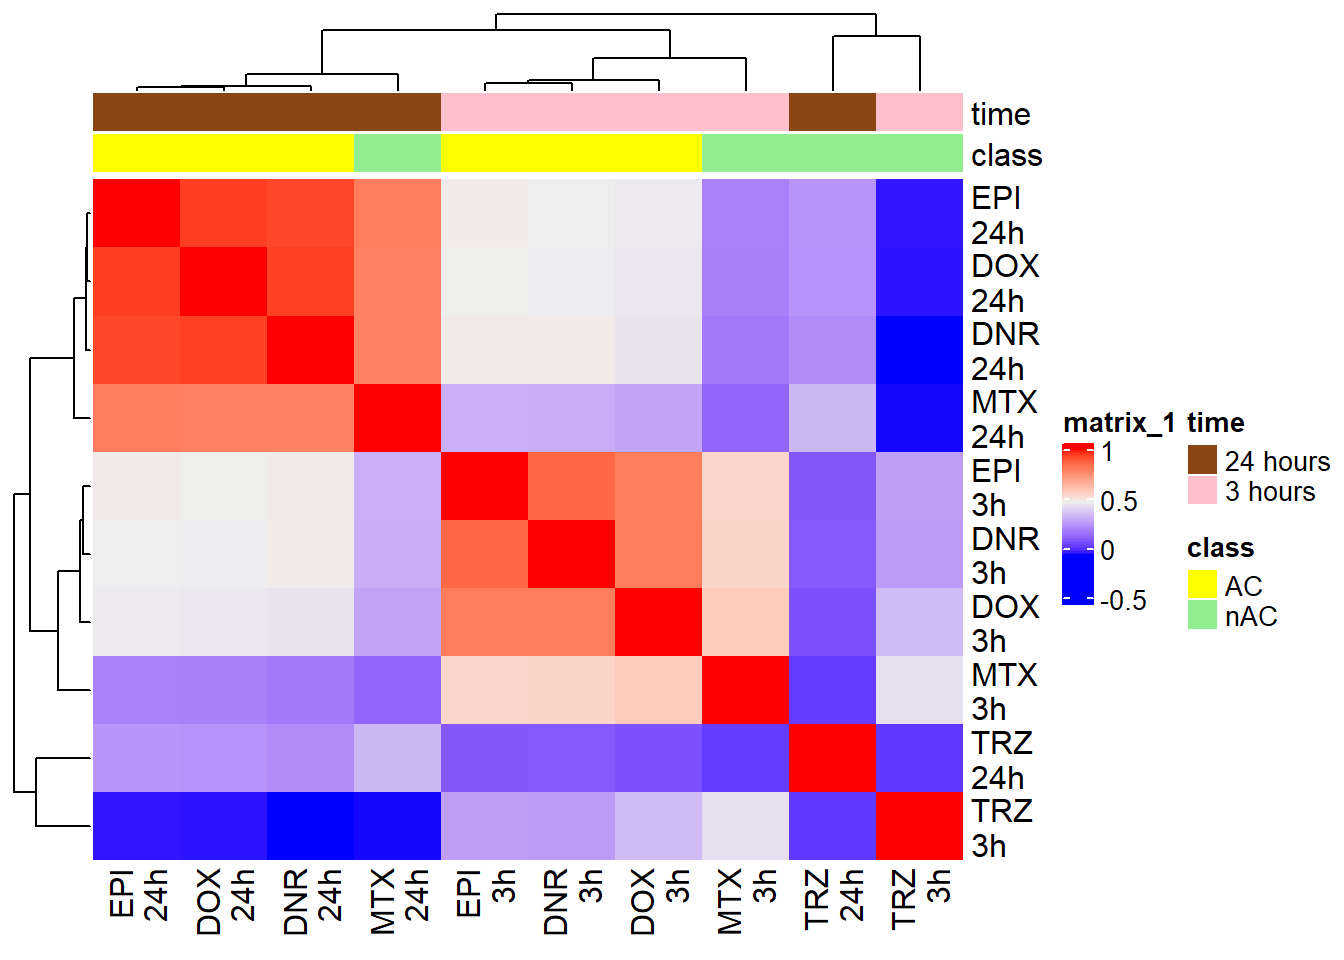 time
class
EPI
24h
DOX
24h
DNR
24h
MTX
24h
EPI
3h
DNR
3h
DOX
3h
MTX
3h
TRZ
24h
TRZ
3h
EPI
24h
DOX
24h
DNR
24h
MTX
24h
EPI
3h
DNR
3h
DOX
3h
MTX
3h
TRZ
24h
TRZ
3h
matrix_1
1
0.5
0
-0.5
time
24 hours
3 hours
class
AC
nAC